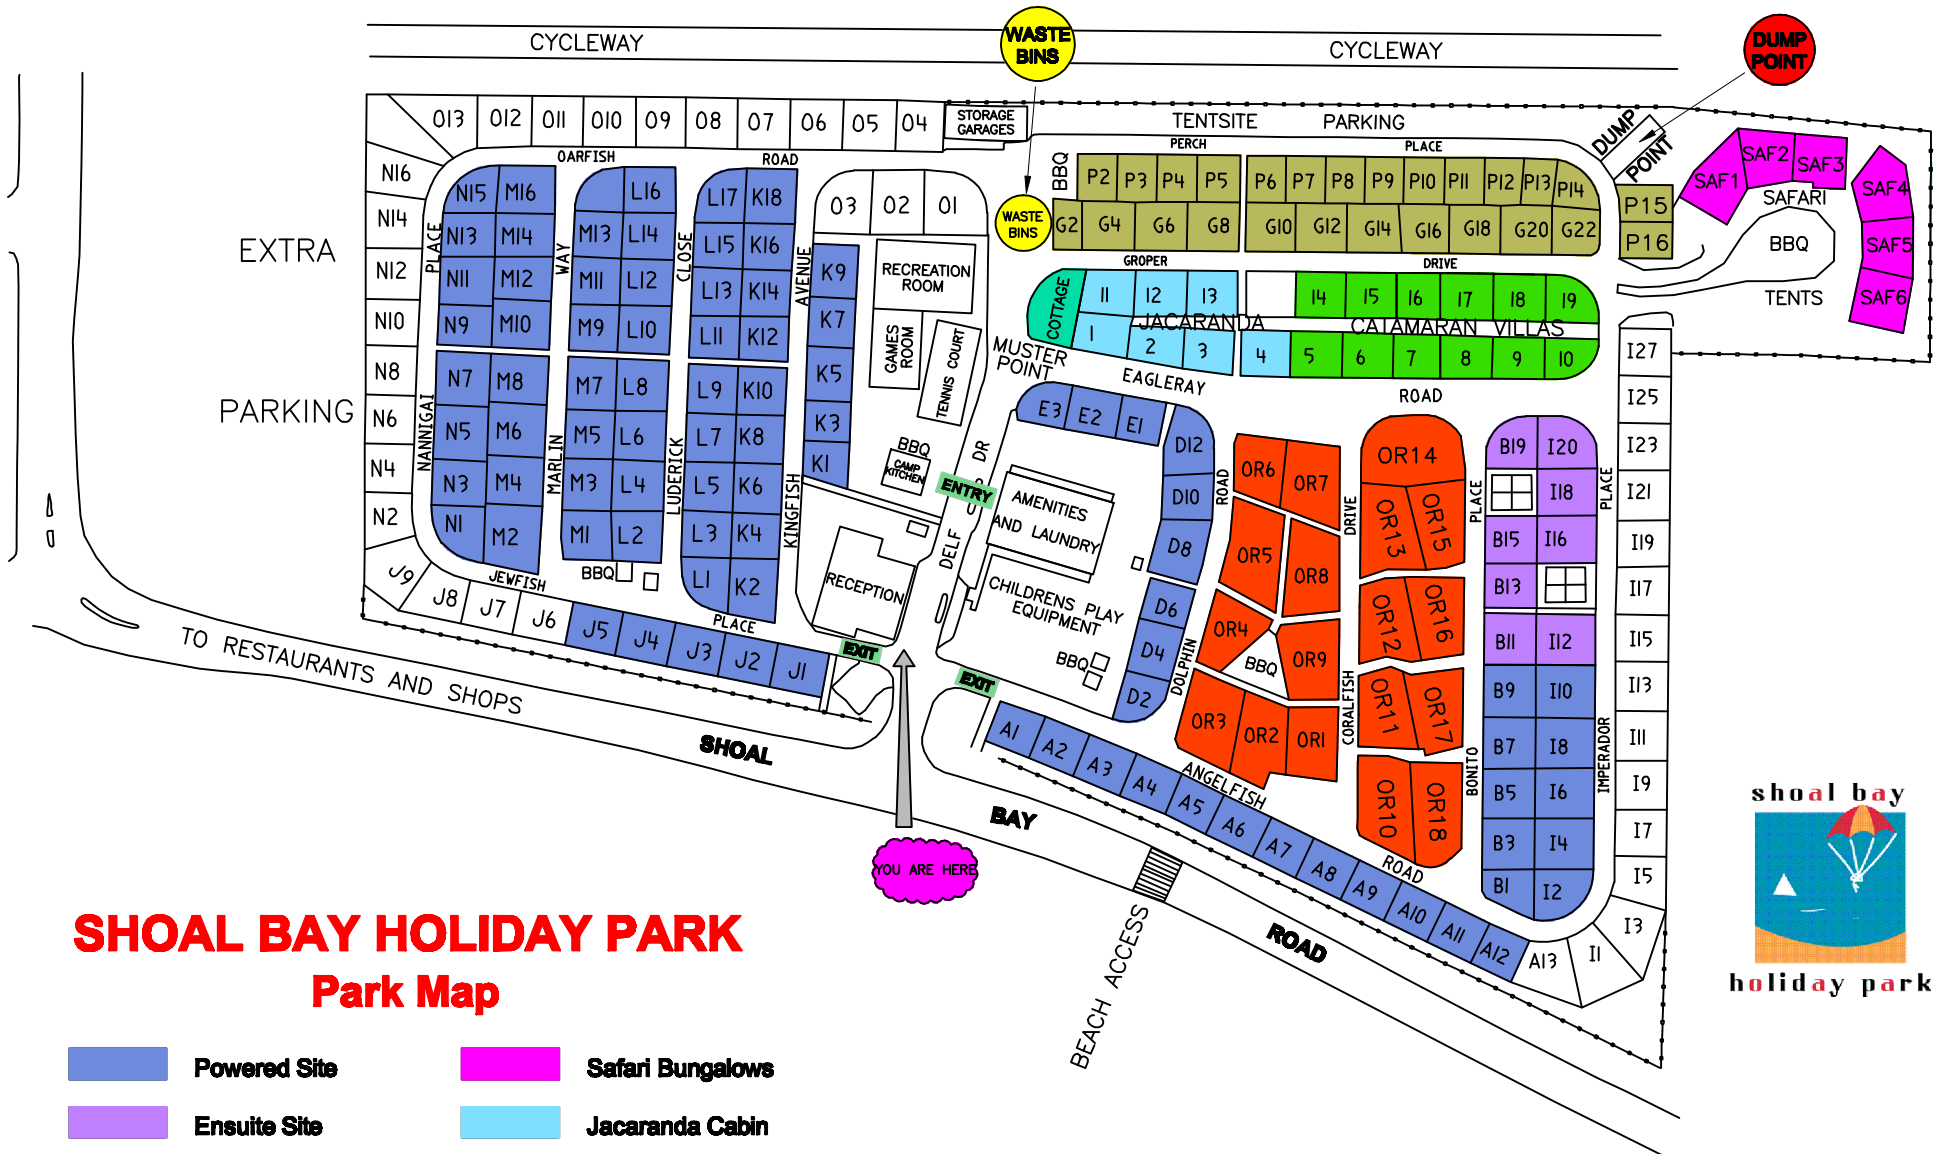 CYCLEWAY
WASTE
BINS
CYCLEWAY
DUMP
POINT
O13 O12 O11 O10 O9 O8 O7 O6 O5 O4
STORAGE
GARAGES
TENTSITE PARKING
DUMP
POINT
OARFISH ROAD
PERCH PLACE
BBQ
P2 P3 P4 P5 P6 P7 P8 P9 P10 P11 P12 P13 P14
P15
P16
SAF1
SAF2
SAF3
SAF4
SAF5
SAF6
SAFARI
BBQ
TENTS
WASTE
BINS
G2 G4 G6 G8 G10 G12 G14 G16 G18 G20 G22
GROPER DRIVE
COTTAGE
I1 I2 I3 I4 I5 I6 I7 I8 I9
JACARANDA CATAMARAN VILLAS
1 2 3 4 5 6 7 8 9 10
MUSTER
POINT
EAGLERAY ROAD
EXTRA
PARKING
N16
N14
N12
N10
N8
N6
N4
N2
NANNIGAI PLACE
N15 M16
N13 M14
N11 M12
N9 M10
N7 M8
N5 M6
N3 M4
N1 M2
MARLIN WAY
L16
M13 L14
M11 L12
M9 L10
M7 L8
M5 L6
M3 L4
M1 L2
BBQ
LUDERICK CLOSE
L17 K18
L15 K16
L13 K14
L11 K12
L9 K10
L7 K8
L5 K6
L3 K4
L1 K2
KINGFISH AVENUE
O3 O2 O1
K9
K7
K5
K3
K1
RECREATION
ROOM
GAMES
ROOM
TENNIS COURT
BBQ
CAMP
KITCHEN
ENTRY
DELF DR
RECEPTION
EXIT
EXIT
JEWFISH PLACE
J9 J8 J7 J6 J5 J4 J3 J2 J1
E3 E2 E1
D12
D10
D8
D6
D4
D2
AMENITIES
AND LAUNDRY
CHILDRENS PLAY
EQUIPMENT
BBQ
DOLPHIN ROAD
OR6 OR7
OR5 OR8
OR4 OR9
BBQ
OR3 OR2 OR1
CORALFISH DRIVE
OR14
OR13 OR15
OR12 OR16
OR11 OR17
OR10 OR18
BONITO PLACE
B19 I20
I18
B15 I16
B13
B11 I12
B9 I10
B7 I8
B5 I6
B3 I4
B1 I2
IMPERADOR PLACE
I27
I25
I23
I21
I19
I17
I15
I13
I11
I9
I7
I5
I3
I1
ANGELFISH ROAD
A1 A2 A3 A4 A5 A6 A7 A8 A9 A10 A11 A12 A13
TO RESTAURANTS AND SHOPS
SHOAL BAY ROAD
YOU ARE HERE
BEACH ACCESS
shoal bay
holiday park
SHOAL BAY HOLIDAY PARK
Park Map
Powered Site
Safari Bungalows
Ensuite Site
Jacaranda Cabin